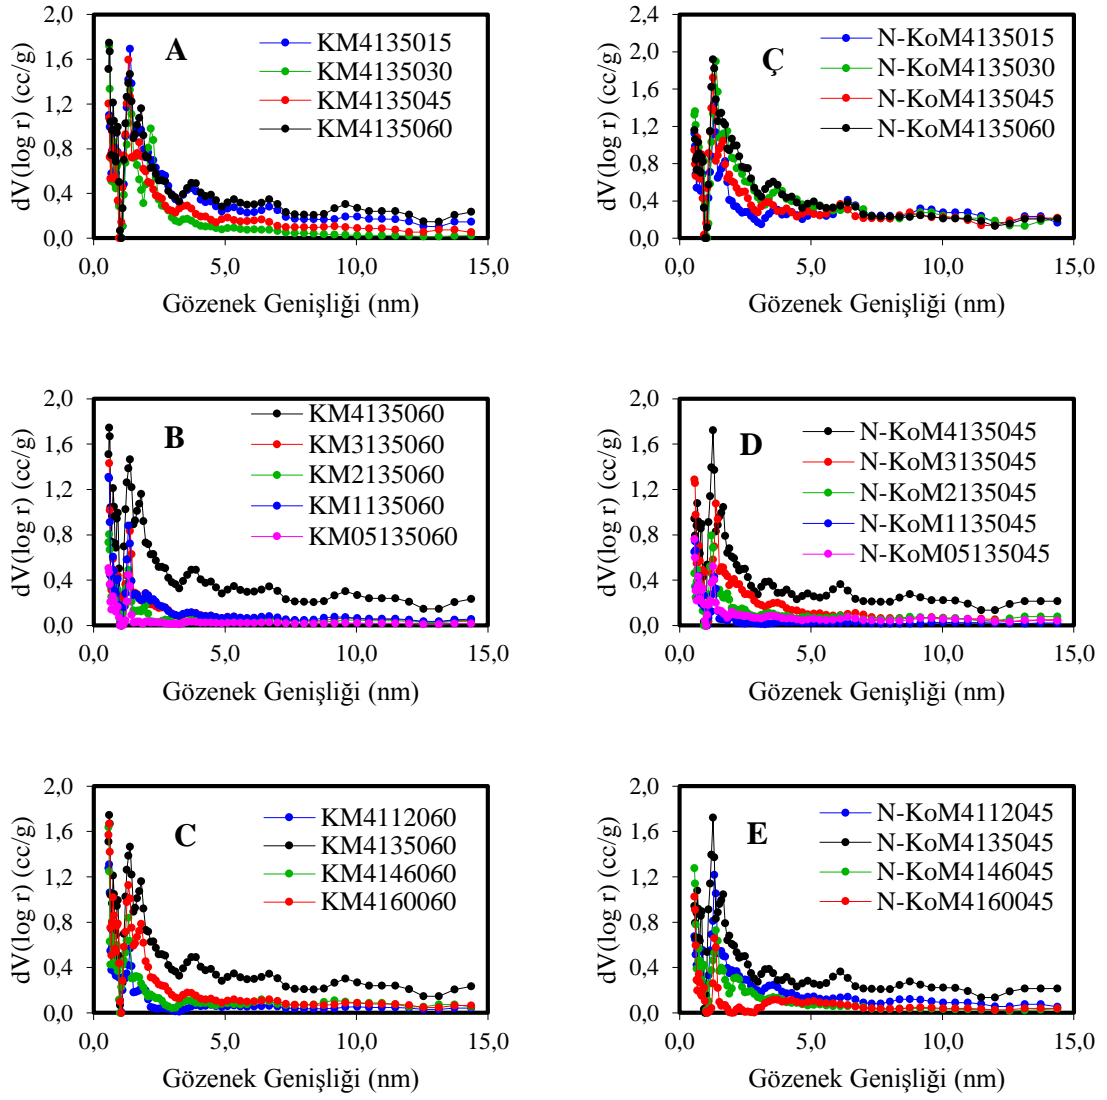 2,0
1,6
1,2
0,8
0,4
0,0
dV(log r) (cc/g)
A
KM4135015
KM4135030
KM4135045
KM4135060
0,0 5,0 10,0 15,0
Gözenek Genişliği (nm)
2,4
2,0
1,6
1,2
0,8
0,4
0,0
dV(log r) (cc/g)
Ç
N-KoM4135015
N-KoM4135030
N-KoM4135045
N-KoM4135060
0,0 5,0 10,0 15,0
Gözenek Genişliği (nm)
2,0
1,6
1,2
0,8
0,4
0,0
dV(log r) (cc/g)
B
KM4135060
KM3135060
KM2135060
KM1135060
KM05135060
0,0 5,0 10,0 15,0
Gözenek Genişliği (nm)
2,0
1,6
1,2
0,8
0,4
0,0
dV(log r) (cc/g)
D
N-KoM4135045
N-KoM3135045
N-KoM2135045
N-KoM1135045
N-KoM05135045
0,0 5,0 10,0 15,0
Gözenek Genişliği (nm)
2,0
1,6
1,2
0,8
0,4
0,0
dV(log r) (cc/g)
C
KM4112060
KM4135060
KM4146060
KM4160060
0,0 5,0 10,0 15,0
Gözenek Genişliği (nm)
2,0
1,6
1,2
0,8
0,4
0,0
dV(log r) (cc/g)
E
N-KoM4112045
N-KoM4135045
N-KoM4146045
N-KoM4160045
0,0 5,0 10,0 15,0
Gözenek Genişliği (nm)